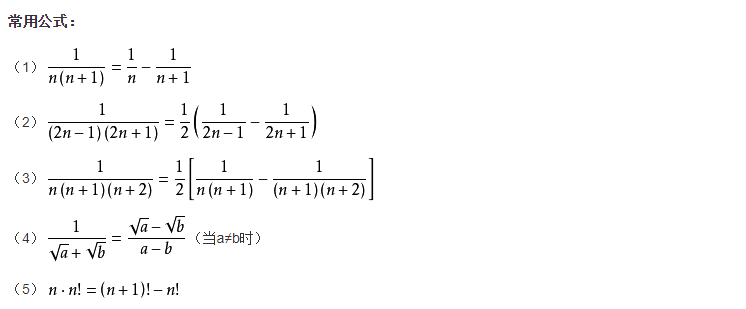 常用公式：
（1） 1/n(n+1) = 1/n − 1/(n+1)
（2） 1/(2n−1)(2n+1) = 1/2(1/(2n−1) − 1/(2n+1))
（3） 1/n(n+1)(n+2) = 1/2[1/n(n+1) − 1/(n+1)(n+2)]
（4） 1/(√a+√b) = (√a−√b)/(a−b)（当a≠b时）
（5） n·n!=(n+1)!−n!